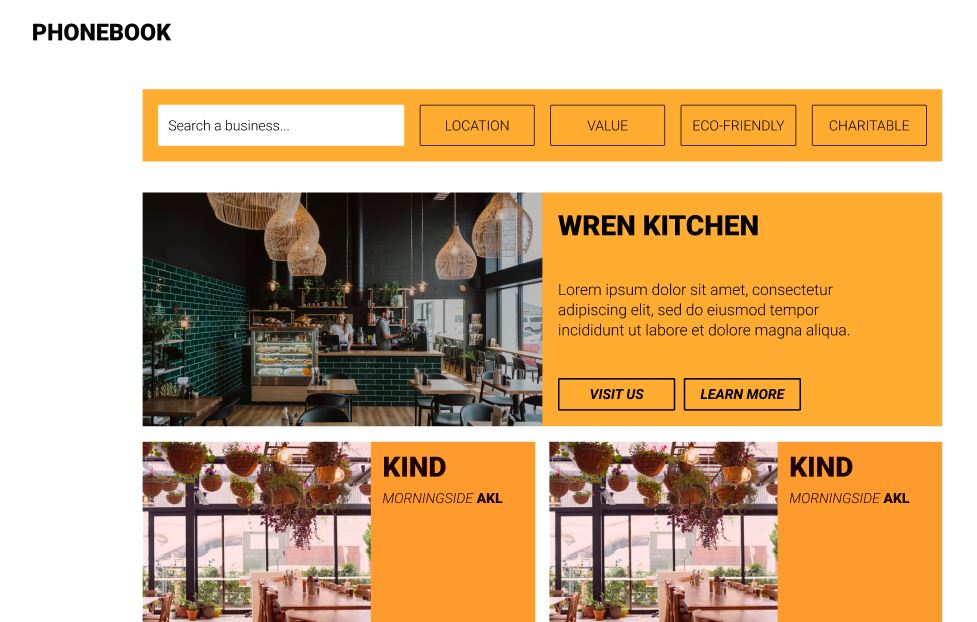 PHONEBOOK
Search a business...
LOCATION
VALUE
ECO-FRIENDLY
CHARITABLE
WREN KITCHEN
Lorem ipsum dolor sit amet, consectetur
adipiscing elit, sed do eiusmod tempor
incididunt ut labore et dolore magna aliqua.
VISIT US
LEARN MORE
KIND
MORNINGSIDE AKL
KIND
MORNINGSIDE AKL